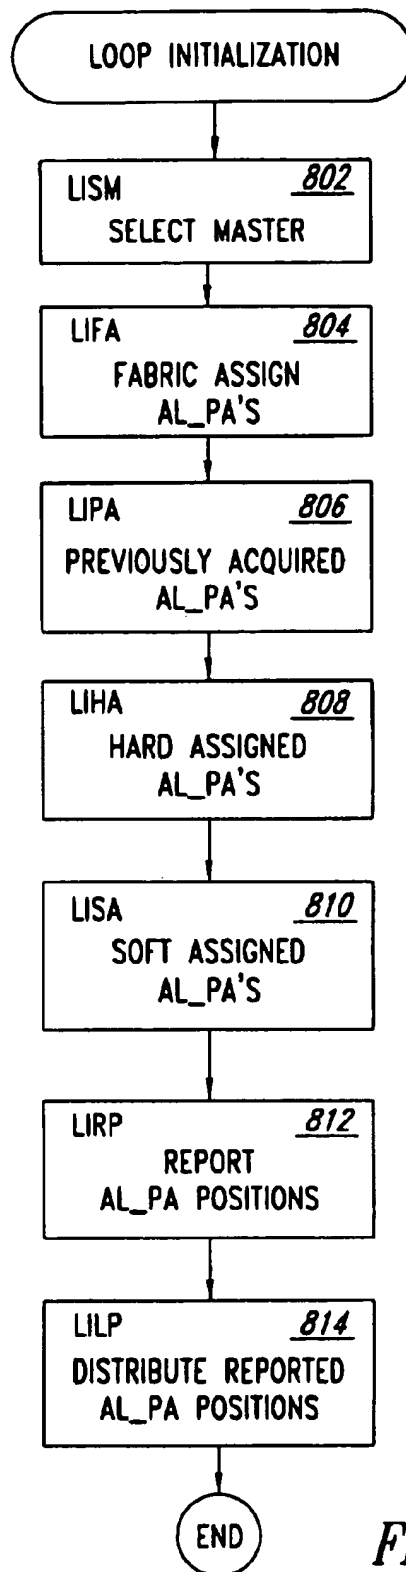 LOOP INITIALIZATION
LISM 802
SELECT MASTER
LIFA 804
FABRIC ASSIGN
AL_PA'S
LIPA 806
PREVIOUSLY ACQUIRED
AL_PA'S
LIHA 808
HARD ASSIGNED
AL_PA'S
LISA 810
SOFT ASSIGNED
AL_PA'S
LIRP 812
REPORT
AL_PA POSITIONS
LILP 814
DISTRIBUTE REPORTED
AL_PA POSITIONS
END